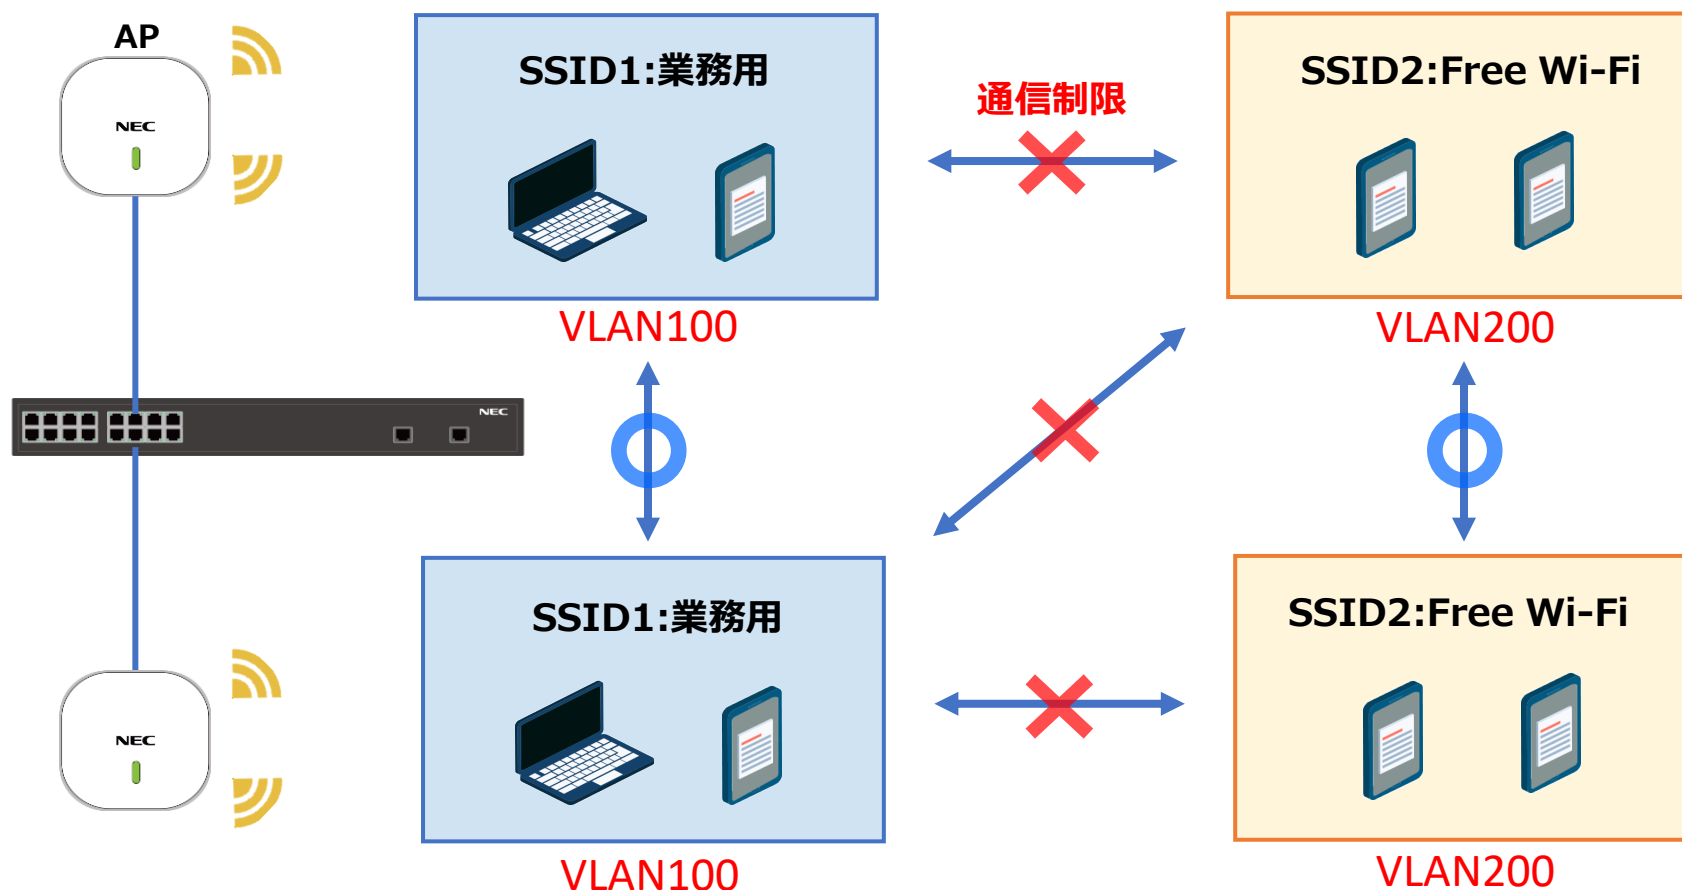 AP
NEC
SSID1:業務用
通信制限
SSID2:Free Wi-Fi
VLAN100
VLAN200
NEC
SSID1:業務用
SSID2:Free Wi-Fi
NEC
VLAN100
VLAN200